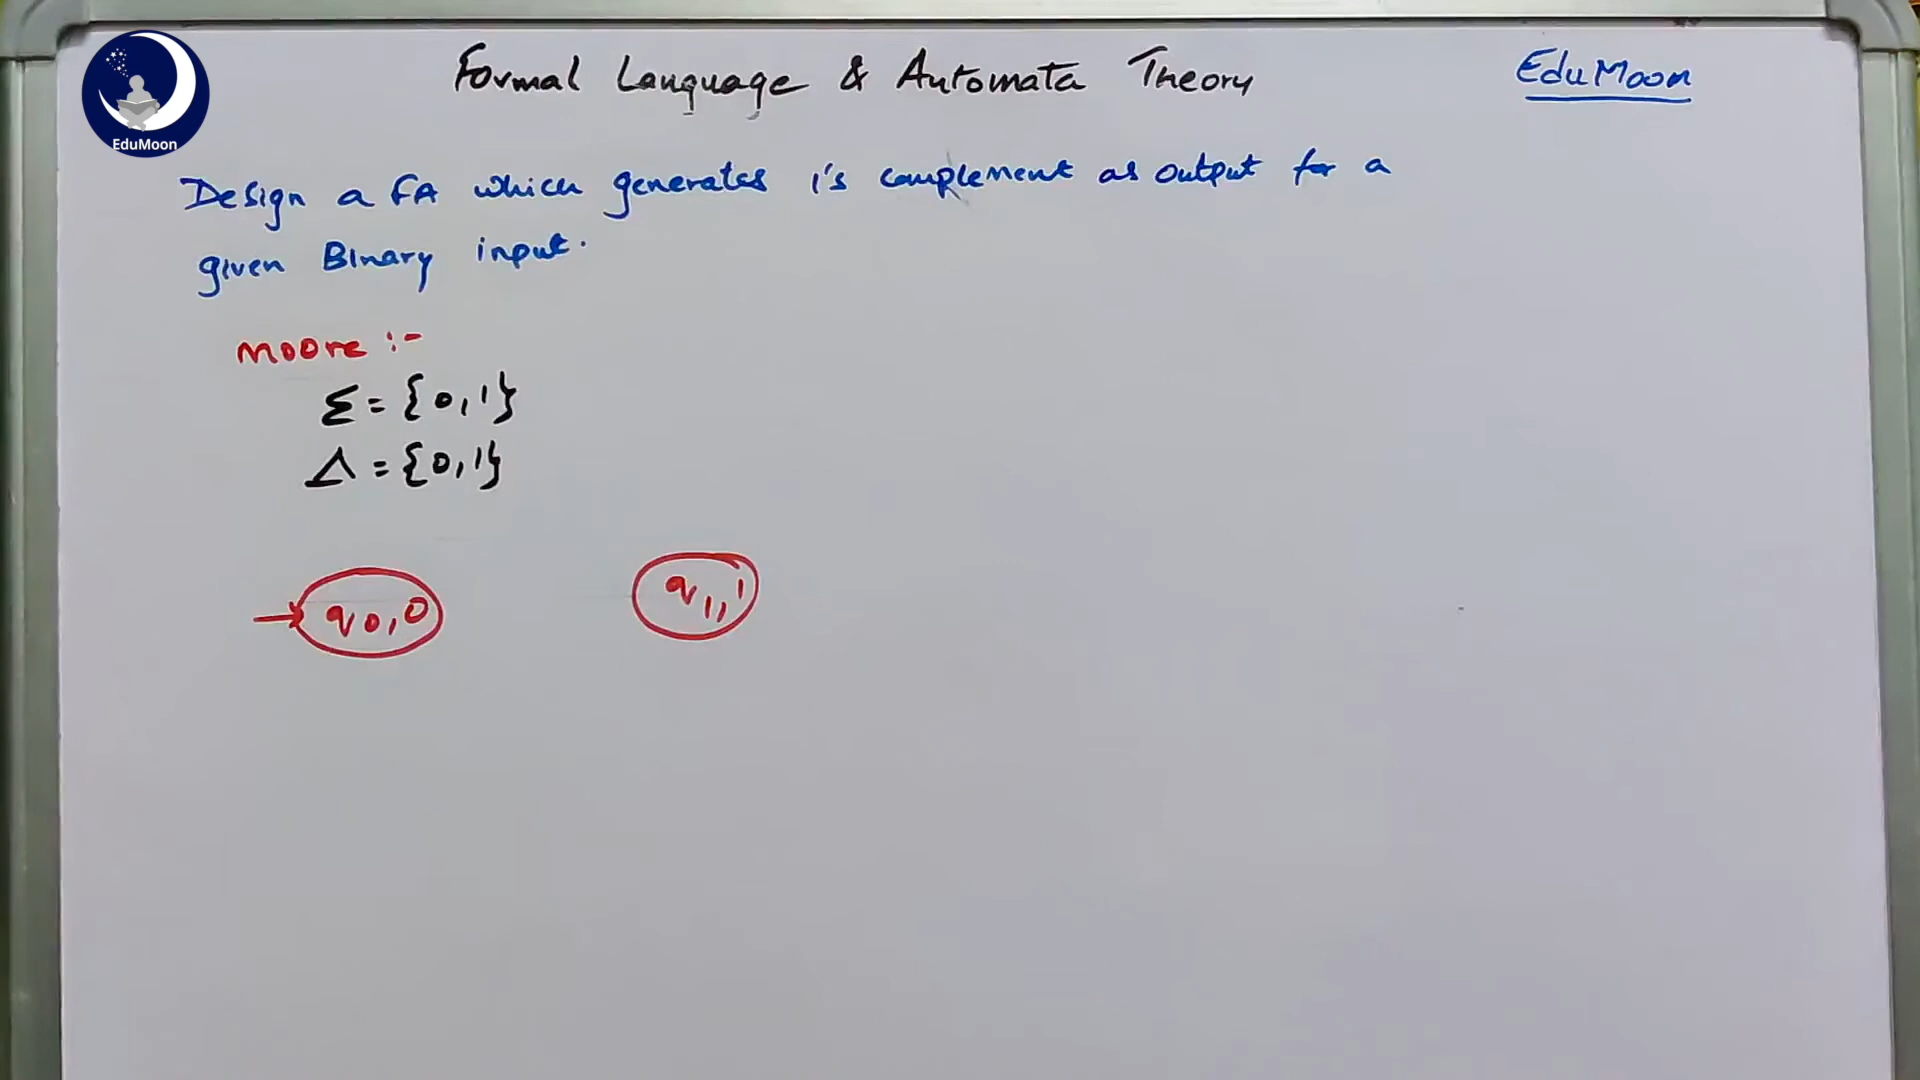 Formal Language & Automata Theory
EduMoon
EduMoon
Design a FA which generates 1's complement as output for a
given Binary input.
Moore :-
Σ = {0,1}
Δ = {0,1}
q0,0
q1,1